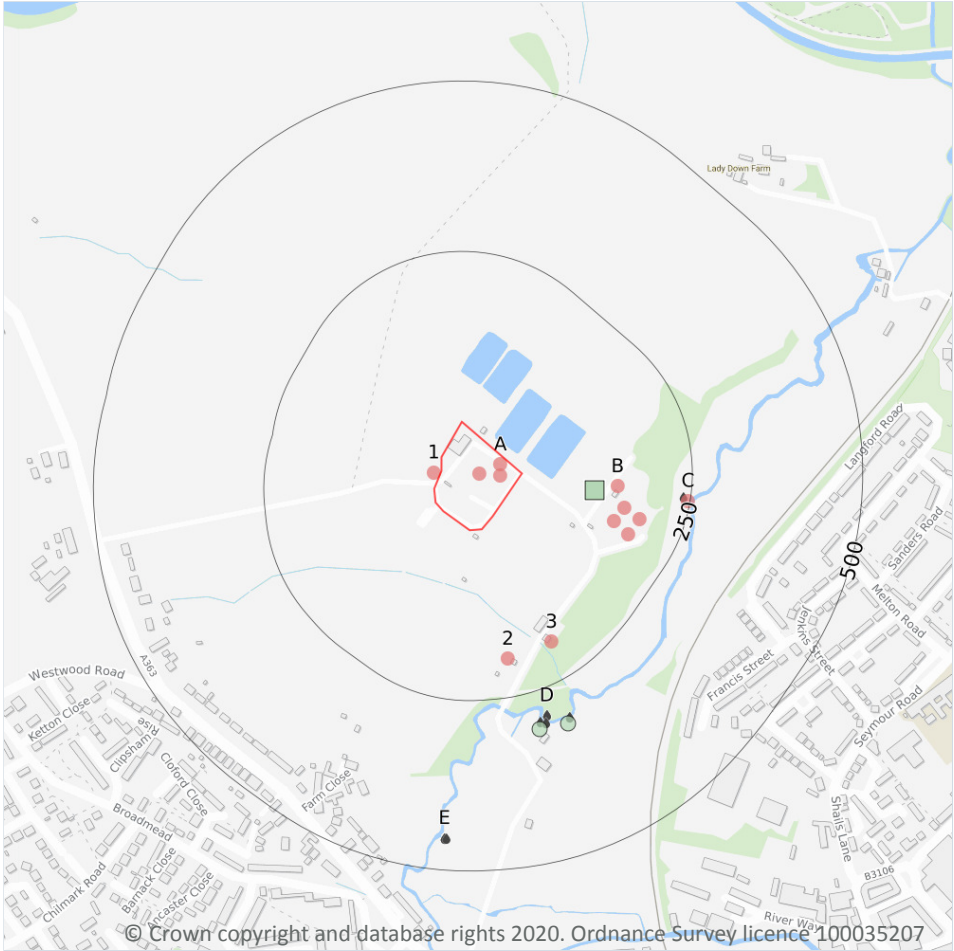 Lady Down Farm
Langford Road
A
1
B
C
250
500
Sanders Road
Melton Road
Jenkins Street
3
2
Francis Street
Westwood Road
A363
D
Ketton Close
Clipsham Rise
Seymour Road
Cloford Close
Farm Close
E
Broadmead
Shails Lane
Chilmark Road
Barnack Close
Ancaster Close
B3106
River Way
© Crown copyright and database rights 2020. Ordnance Survey licence 100035207